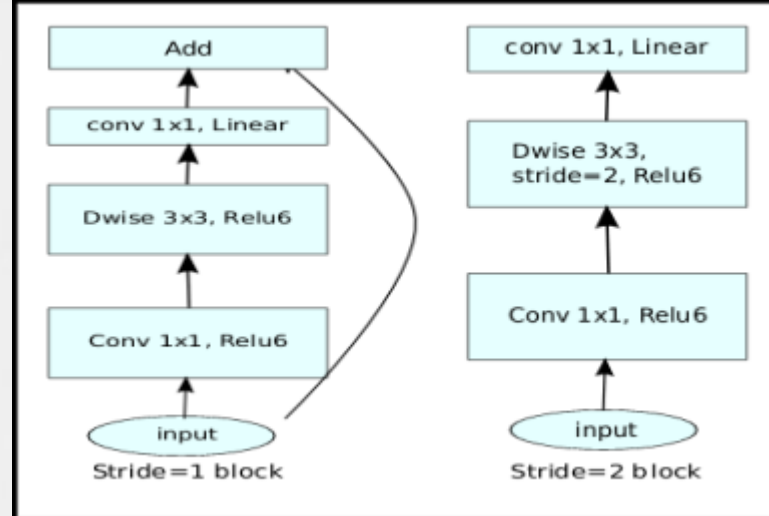 Add
conv 1x1, Linear
Dwise 3x3, Relu6
Conv 1x1, Relu6
input
Stride=1 block
conv 1x1, Linear
Dwise 3x3,
stride=2, Relu6
Conv 1x1, Relu6
input
Stride=2 block